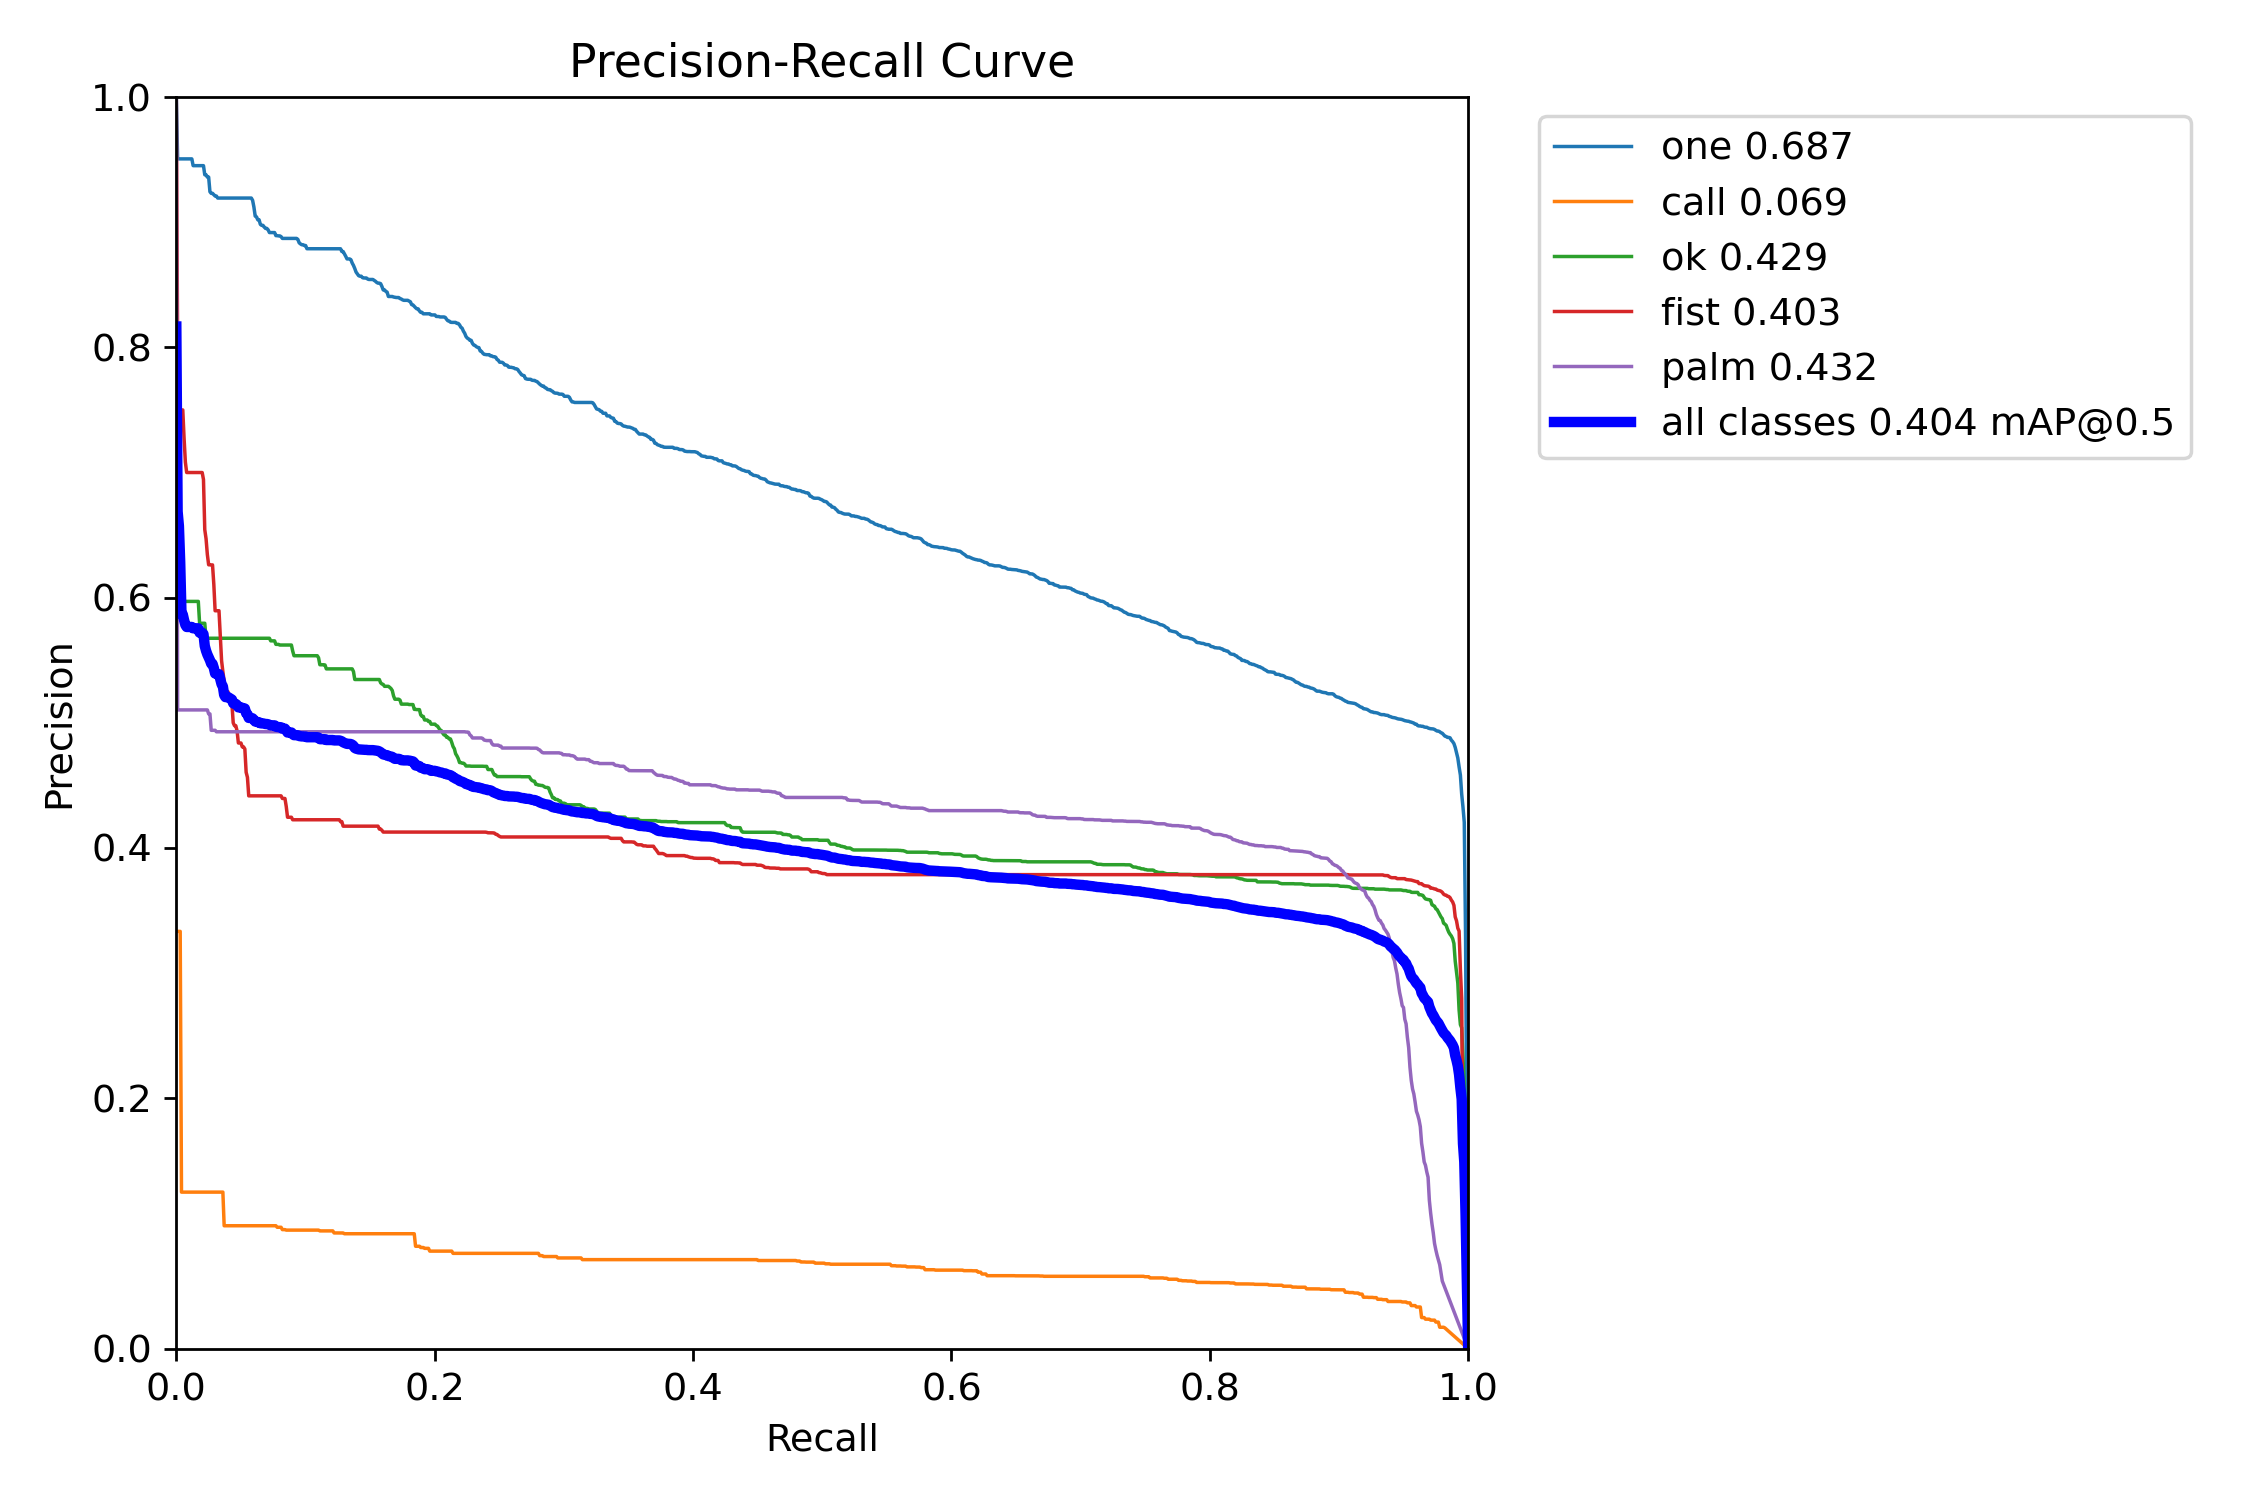 Precision-Recall Curve
1.0
0.8
0.6
0.4
0.2
0.0
Precision
0.0 0.2 0.4 0.6 0.8 1.0
Recall
one 0.687
call 0.069
ok 0.429
fist 0.403
palm 0.432
all classes 0.404 mAP@0.5